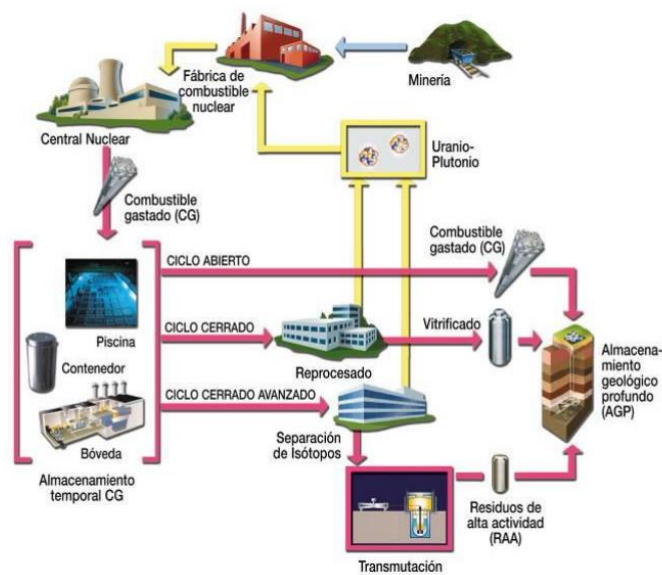 Fábrica de
combustible
nuclear
Minería
Central Nuclear
Uranio-
Plutonio
Combustible
gastado (CG)
Combustible
gastado (CG)
CICLO ABIERTO
Piscina
CICLO CERRADO
Vitrificado
Contenedor
Reprocesado
Almacena-
miento
geológico
profundo
(AGP)
CICLO CERRADO AVANZADO
Bóveda
Separación
de Isótopos
Almacenamiento
temporal CG
Residuos de
alta actividad
(RAA)
Transmutación